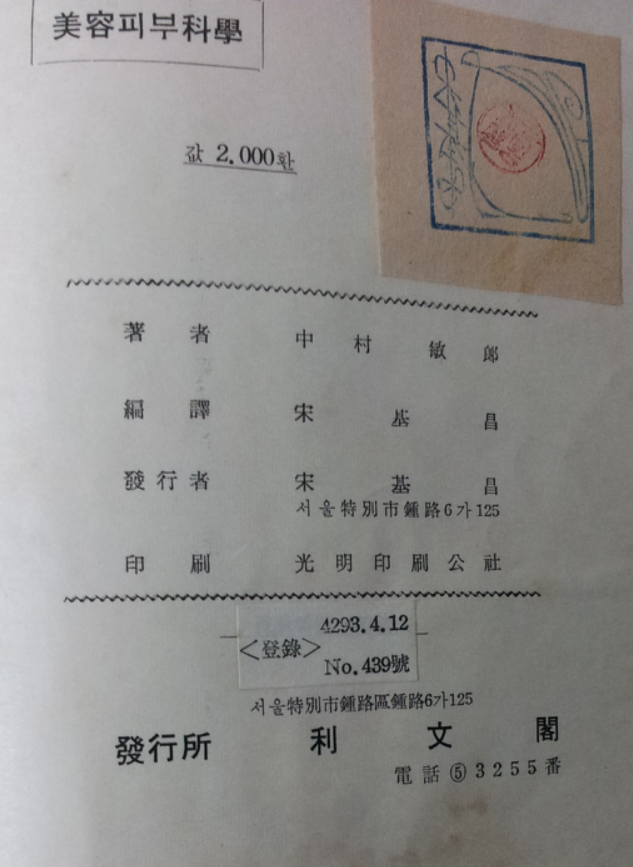 美容피부科學
값 2.000환
著者 中村敏郎
編譯 宋基昌
發行者 宋基昌
서울特別市鍾路6가125
印刷 光明印刷公社
4293.4.12
<登錄>
No.439號
서울特別市鍾路區鍾路6가125
發行所 利文閣
電話⑤3255番